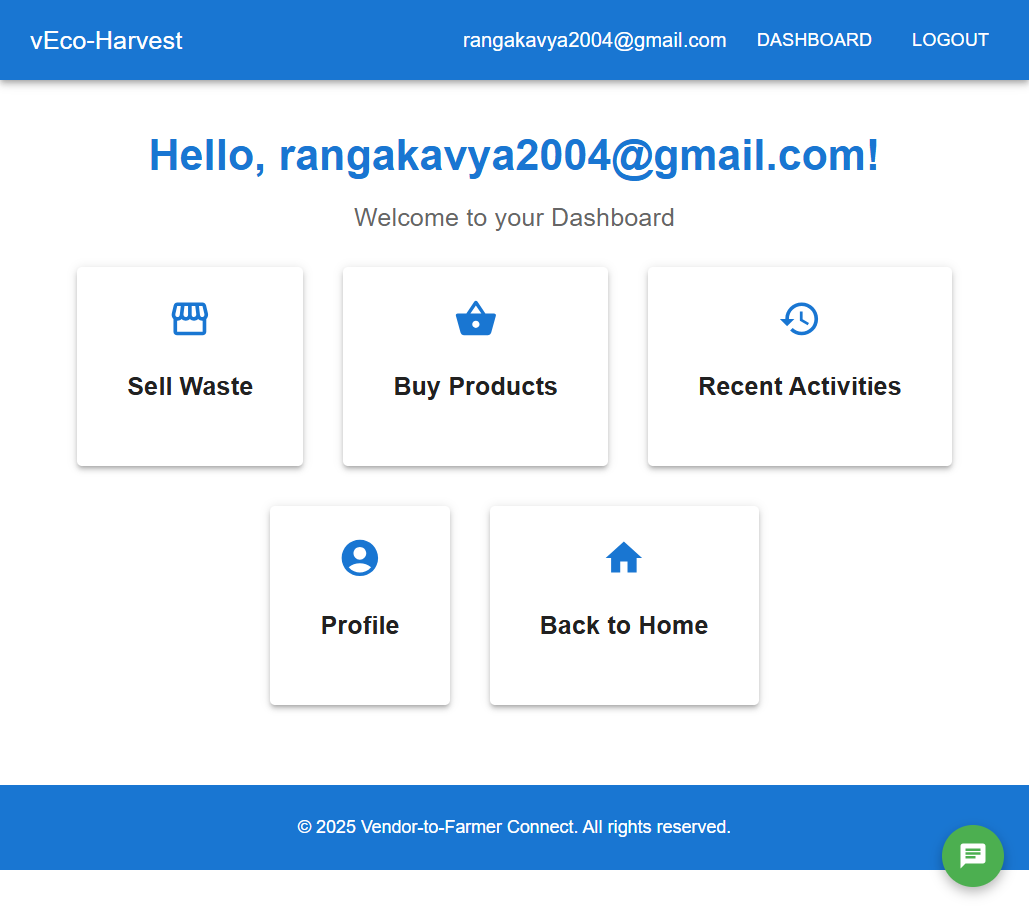 vEco-Harvest
rangakavya2004@gmail.com DASHBOARD LOGOUT
Hello, rangakavya2004@gmail.com!
Welcome to your Dashboard
Sell Waste
Buy Products
Recent Activities
Profile
Back to Home
© 2025 Vendor-to-Farmer Connect. All rights reserved.